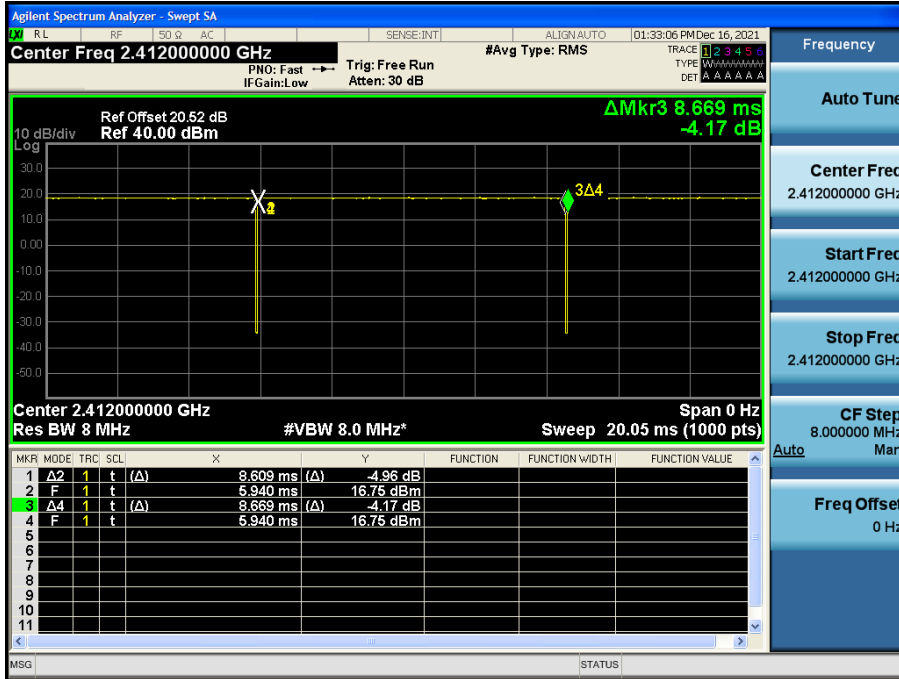 Agilent Spectrum Analyzer - Swept SA
LXI RL RF 50 Ω AC SENSE:INT ALIGN AUTO 01:33:06 PM Dec 16, 2021
Center Freq 2.412000000 GHz
#Avg Type: RMS
TRACE 1 2 3 4 5 6
TYPE WWWWWW
DET A A A A A A
PNO: Fast
IFGain:Low
Trig: Free Run
Atten: 30 dB
Frequency
Auto Tune
ΔMkr3 8.669 ms
-4.17 dB
Ref Offset 20.52 dB
10 dB/div Ref 40.00 dBm
Log
30.0
20.0
10.0
0.00
-10.0
-20.0
-30.0
-50.0
3Δ4
Center Freq
2.412000000 GHz
Start Freq
2.412000000 GHz
Stop Freq
2.412000000 GHz
CF Step
8.000000 MHz
Auto Man
Freq Offset
0 Hz
Center 2.412000000 GHz Span 0 Hz
Res BW 8 MHz #VBW 8.0 MHz* Sweep 20.05 ms (1000 pts)
MKR MODE TRC SCL X Y FUNCTION FUNCTION WIDTH FUNCTION VALUE
1 Δ2 1 t (Δ) 8.609 ms (Δ) -4.96 dB
2 F 1 t 5.940 ms 16.75 dBm
3 Δ4 1 t (Δ) 8.669 ms (Δ) -4.17 dB
4 F 1 t 5.940 ms 16.75 dBm
5
6
7
8
9
10
11
MSG STATUS